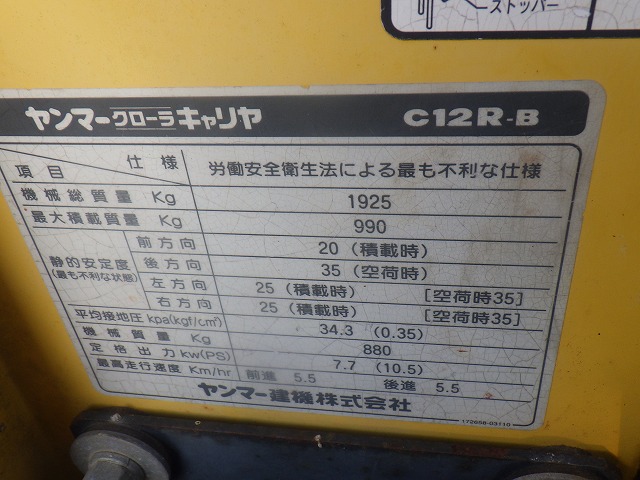 ストッパー
ヤンマークローラキャリヤ C12R-B
項目 仕様 労働安全衛生法による最も不利な仕様
機械総質量 Kg 1925
最大積載質量 Kg 990
静的安定度 (最も不利な状態)
前方向 20 (積載時)
後方向 35 (空荷時)
左方向 25 (積載時) [空荷時35]
右方向 25 (積載時) [空荷時35]
平均接地圧 kpa(kgf/cm²) 34.3 (0.35)
機械質量 Kg 880
定格出力 kw(PS) 7.7 (10.5)
最高走行速度 Km/hr 前進 5.5 後進 5.5
ヤンマー建機株式会社
172658-03110